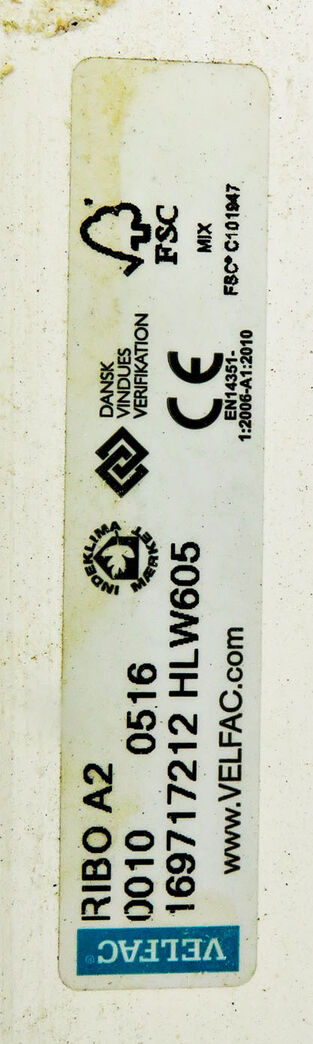 VELFAC®
RIBO A2
0010 0516
169717212 HLW605
www.VELFAC.com
INDEKLIMA MÆRKET
DANSK
VINDUES
VERIFIKATION
CE
EN14351-
1:2006-A1:2010
FSC
MIX
FSC® C101947